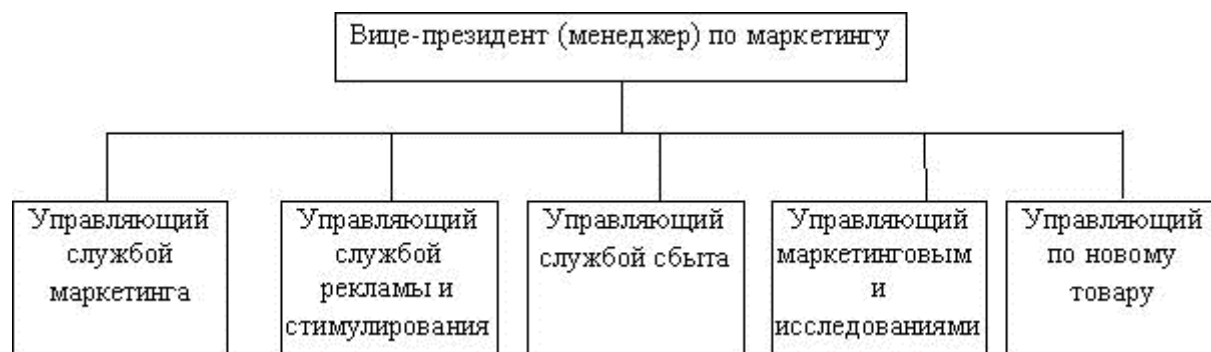 Вице-президент (менеджер) по маркетингу
Управляющий
службой
маркетинга
Управляющий
службой
рекламы и
стимулирования
Управляющий
службой сбыта
Управляющий
маркетинговым
и
исследованиями
Управляющий
по новому
товару